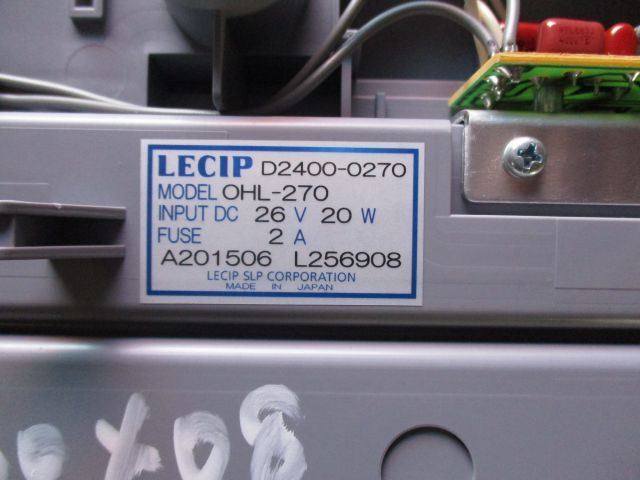 LECIP D2400-0270
MODEL OHL-270
INPUT DC 26 V 20 W
FUSE 2 A
A201506 L256908
LECIP SLP CORPORATION
MADE IN JAPAN